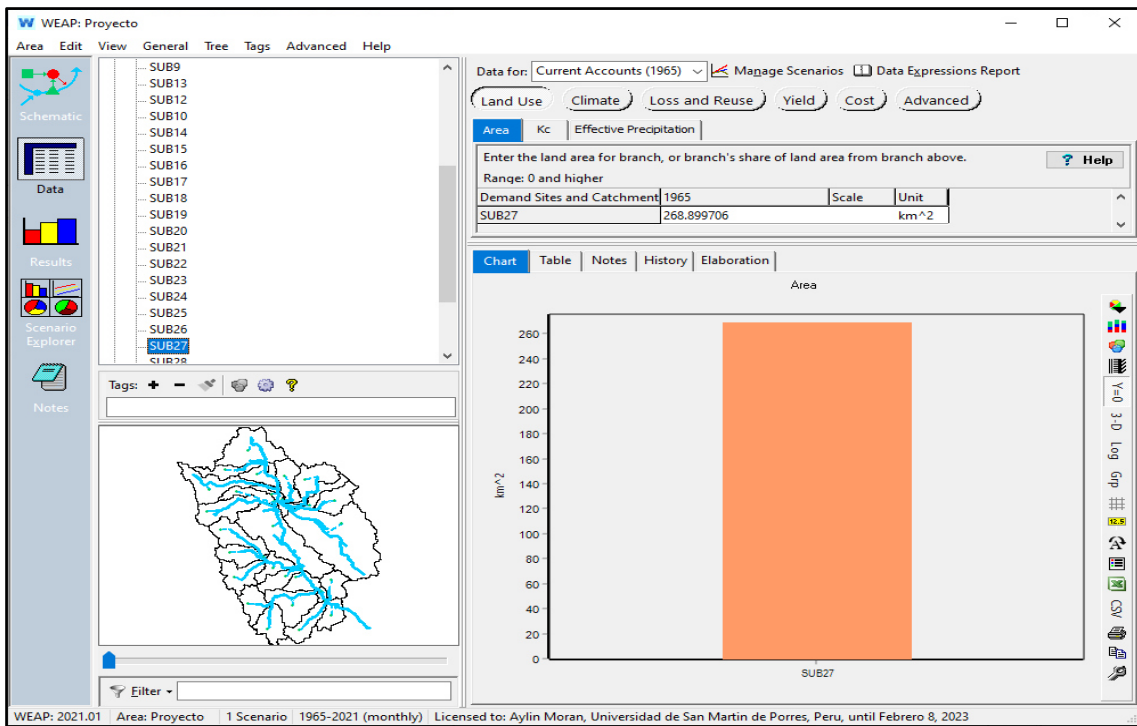 WEAP: Proyecto
Area Edit View General Tree Tags Advanced Help
Schematic
Data
Results
Scenario
Explorer
Notes
SUB9
SUB13
SUB12
SUB10
SUB14
SUB15
SUB16
SUB17
SUB18
SUB19
SUB20
SUB21
SUB22
SUB23
SUB24
SUB25
SUB26
SUB27
SUB28
Tags:
Filter
Data for: Current Accounts (1965) Manage Scenarios Data Expressions Report
Land Use Climate Loss and Reuse Yield Cost Advanced
Area Kc Effective Precipitation
Enter the land area for branch, or branch's share of land area from branch above.
Help
Range: 0 and higher
Demand Sites and Catchment 1965 Scale Unit
SUB27 268.899706 km^2
Chart Table Notes History Elaboration
Area
km^2
260
240
220
200
180
160
140
120
100
80
60
40
20
0
SUB27
Y=0
3-D
Log
Grp
12.5
CSV
WEAP: 2021.01 Area: Proyecto 1 Scenario 1965-2021 (monthly) Licensed to: Aylin Moran, Universidad de San Martin de Porres, Peru, until Febrero 8, 2023